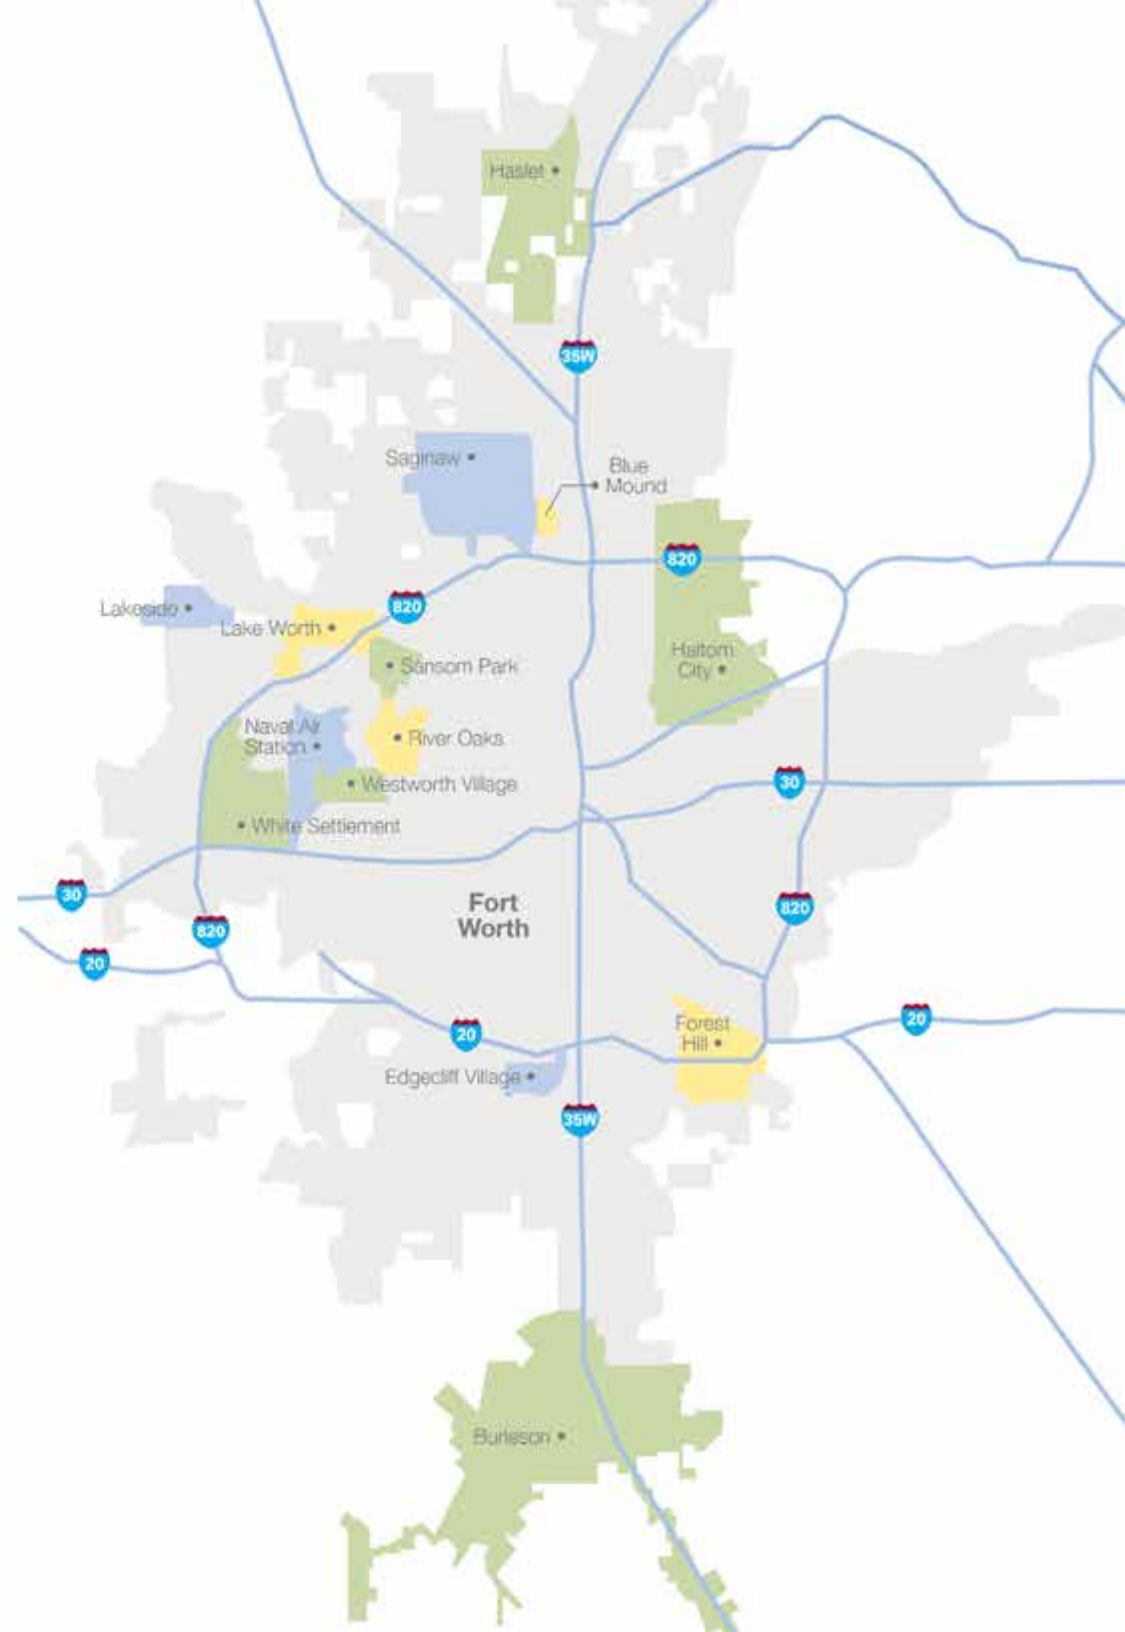 Haslet
35W
Saginaw
Blue
Mound
820
820
Lakeside
Lake Worth
Haltom
City
Sansom Park
Naval Air
Station
River Oaks
Westworth Village
30
White Settlement
30
Fort
Worth
820
820
20
Forest
Hill
20
20
Edgecliff Village
35W
Burleson